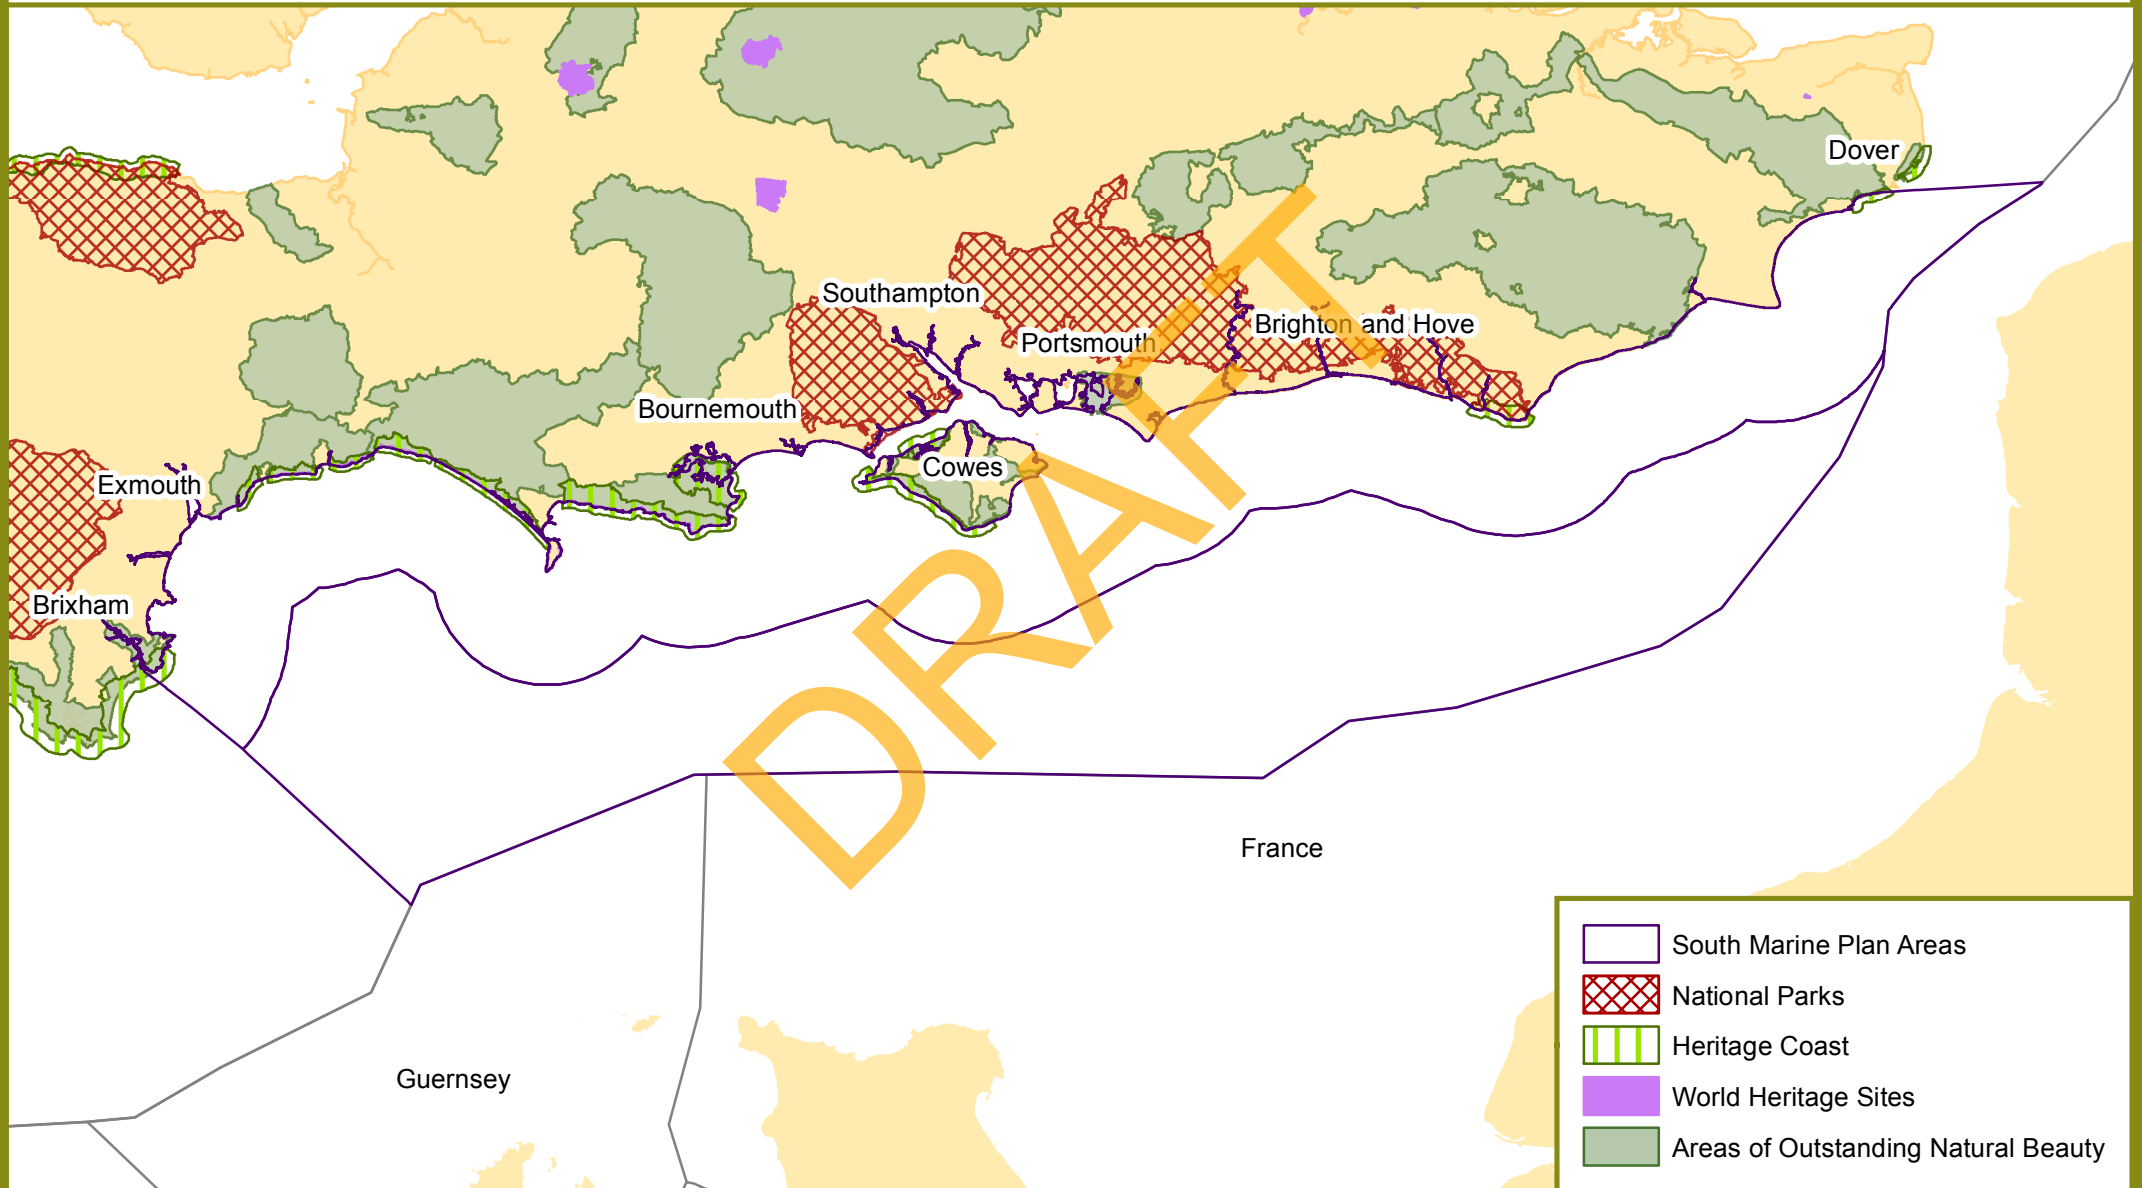 Dover
Southampton
Portsmouth
Brighton and Hove
Bournemouth
Cowes
Exmouth
Brixham
DRAFT
France
Guernsey
South Marine Plan Areas
National Parks
Heritage Coast
World Heritage Sites
Areas of Outstanding Natural Beauty